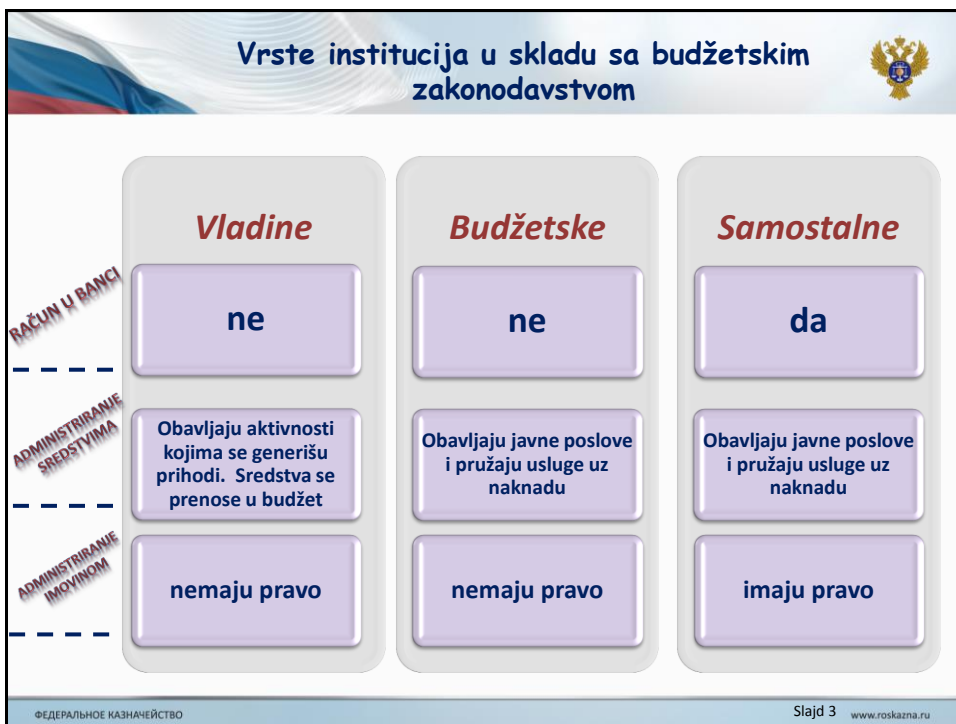 Vrste institucija u skladu sa budžetskim
zakonodavstvom
Vladine
Budžetske
Samostalne
RAČUN U BANCI
ne
ne
da
ADMINISTRIRANJE
SREDSTVIMA
Obavljaju aktivnosti
kojima se generišu
prihodi. Sredstva se
prenose u budžet
Obavljaju javne poslove
i pružaju usluge uz
naknadu
Obavljaju javne poslove
i pružaju usluge uz
naknadu
ADMINISTRIRANJE
IMOVINOM
nemaju pravo
nemaju pravo
imaju pravo
ФЕДЕРАЛЬНОЕ КАЗНАЧЕЙСТВО
Slajd 3
www.roskazna.ru